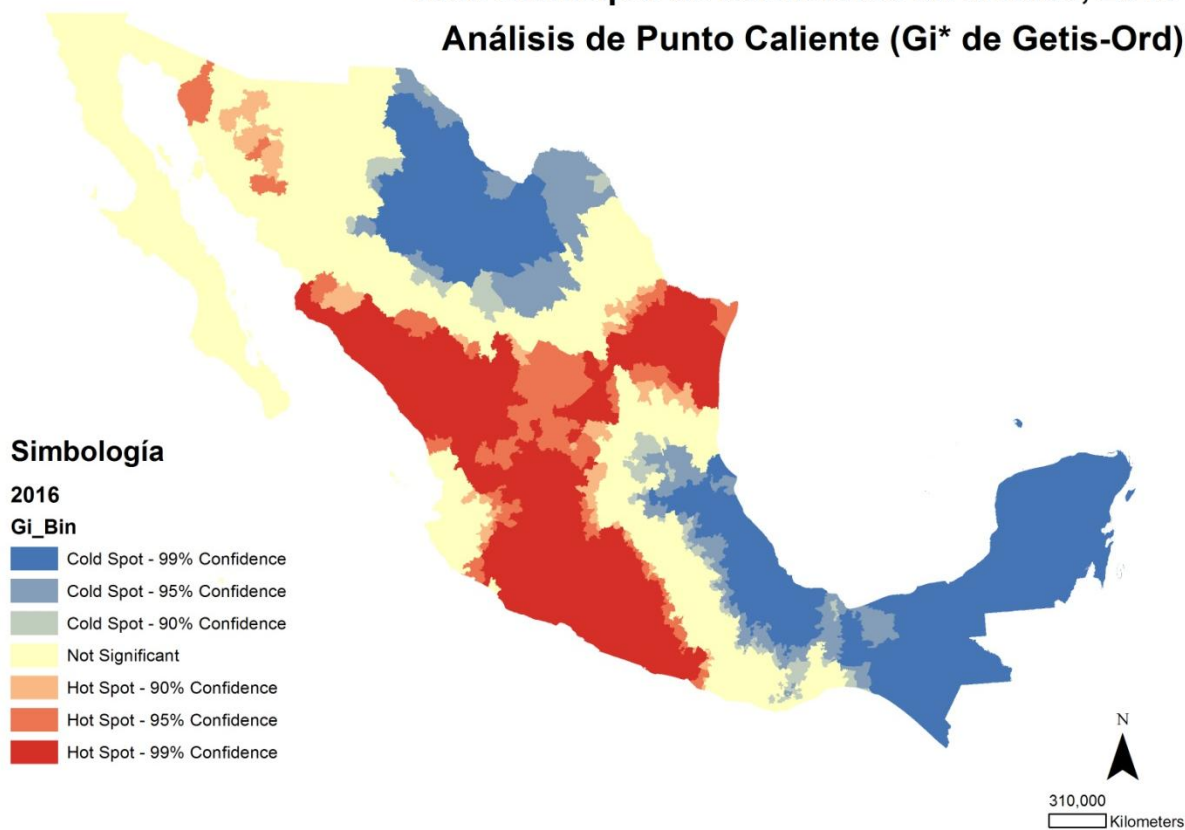 Análisis de Punto Caliente (Gi* de Getis-Ord)
Simbología
2016
Gi_Bin
Cold Spot - 99% Confidence
Cold Spot - 95% Confidence
Cold Spot - 90% Confidence
Not Significant
Hot Spot - 90% Confidence
Hot Spot - 95% Confidence
Hot Spot - 99% Confidence
N
310,000
Kilometers